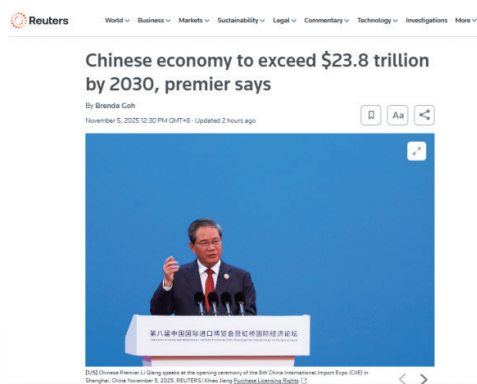 Reuters
World Business Markets Sustainability Legal Commentary Technology Investigations More
Chinese economy to exceed $23.8 trillion
by 2030, premier says
By Brenda Goh
November 5, 2025 12:30 PM GMT+8 · Updated 2 hours ago
Aa
第八届中国国际进口博览会暨虹桥国际经济论坛
[1/5] Chinese Premier Li Qiang speaks at the opening ceremony of the 8th China International Import Expo (CIIE) in
Shanghai, China November 5, 2025. REUTERS/Xihao Jiang Purchase Licensing Rights